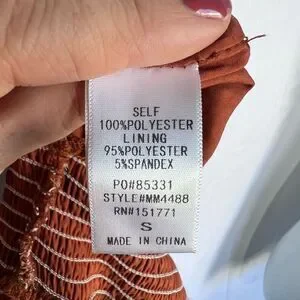 SELF
100%POLYESTER
LINING
95%POLYESTER
5%SPANDEX
PO#85331
STYLE#MM4488
RN#151771
S
MADE IN CHINA